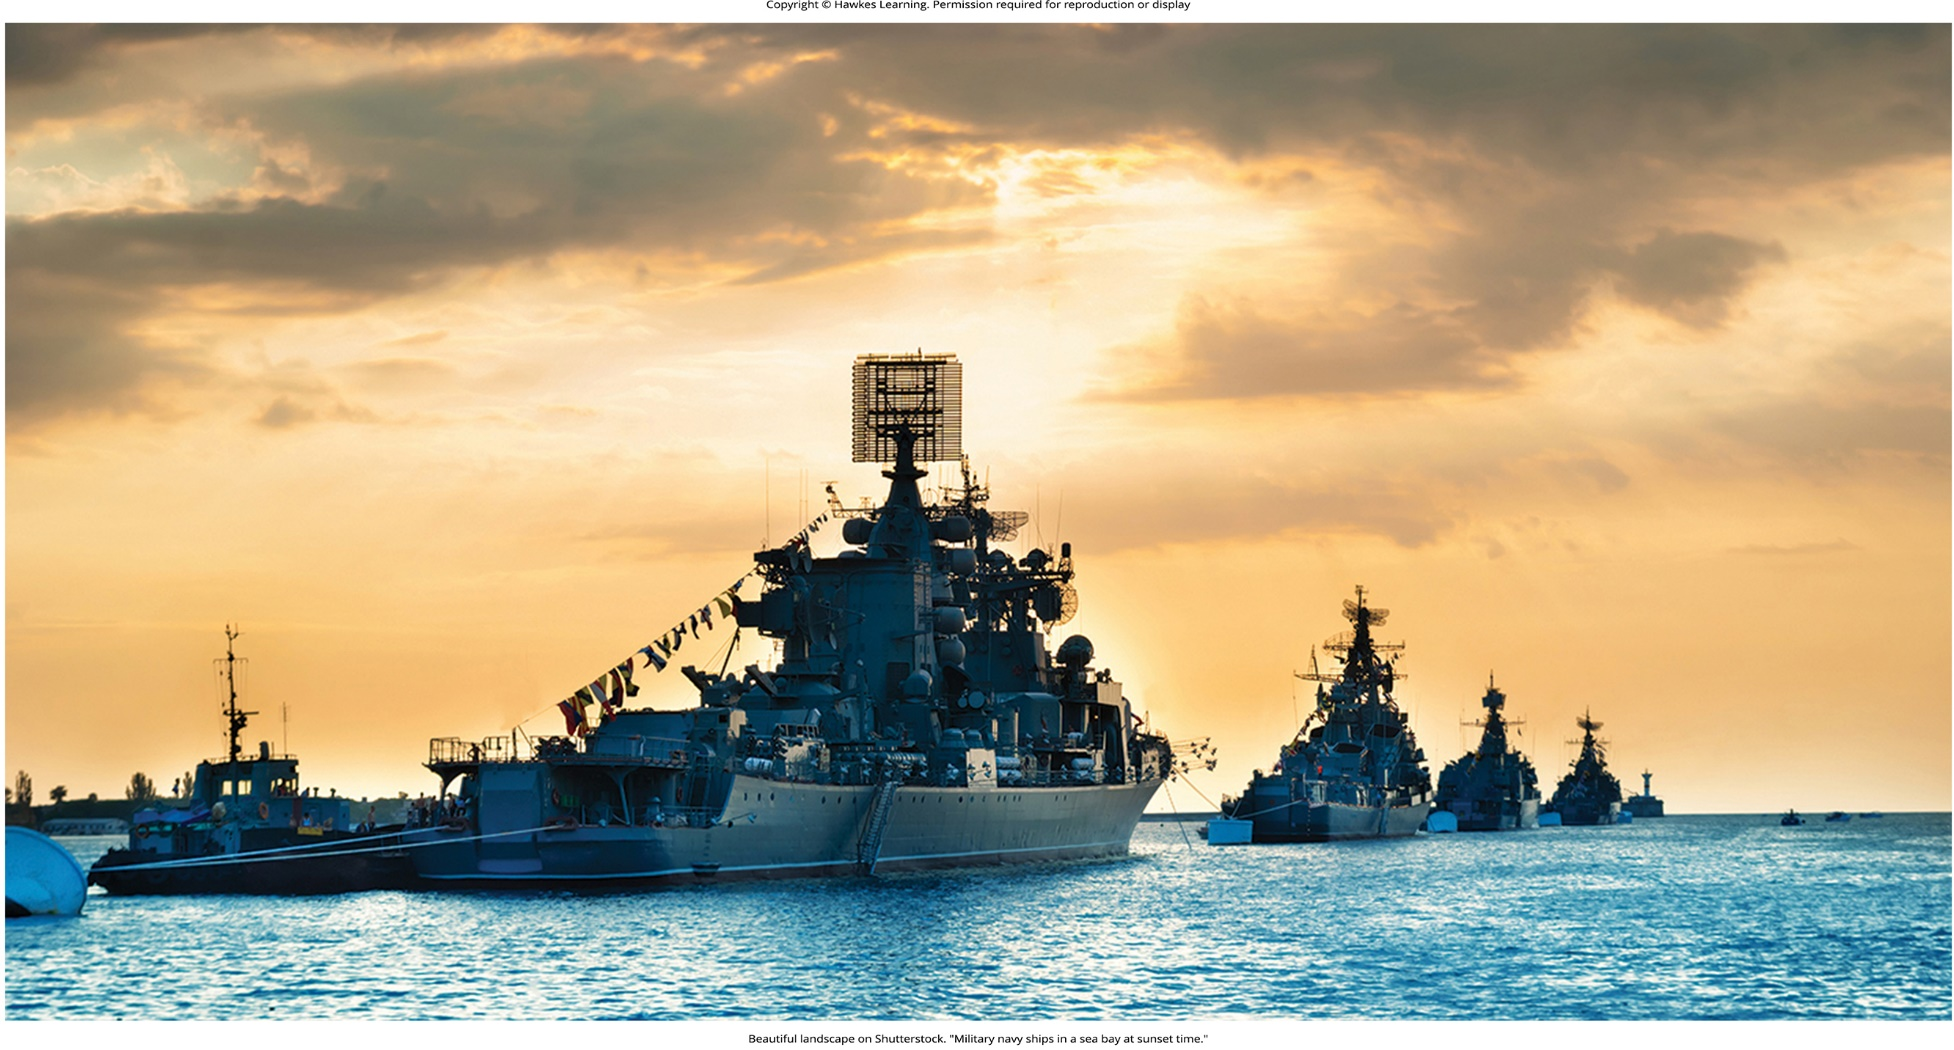 Copyright © Hawkes Learning. Permission required for reproduction or display
Beautiful landscape on Shutterstock. "Military navy ships in a sea bay at sunset time."